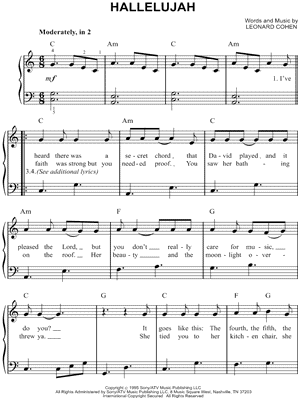 HALLELUJAH
Words and Music by
LEONARD COHEN
Moderately, in 2
C Am C Am
mf
1. I've
C Am C Am
heard there was a se - cret chord, that Da - vid played, and it
faith was strong but you need - ed proof. You saw her bath - ing
3.4. (See additional lyrics)
Am F G
pleased the Lord, but you don't real - ly care for mu - sic,
on the roof. Her beau - ty and the moon - light o - ver -
C G C F G
do you? It goes like this: The fourth, the fifth, the
threw ya. She tied you to her kitch - en chair, she
Copyright © 1995 Sony/ATV Music Publishing LLC
All Rights Administered by Sony/ATV Music Publishing LLC, 8 Music Square West, Nashville, TN 37203